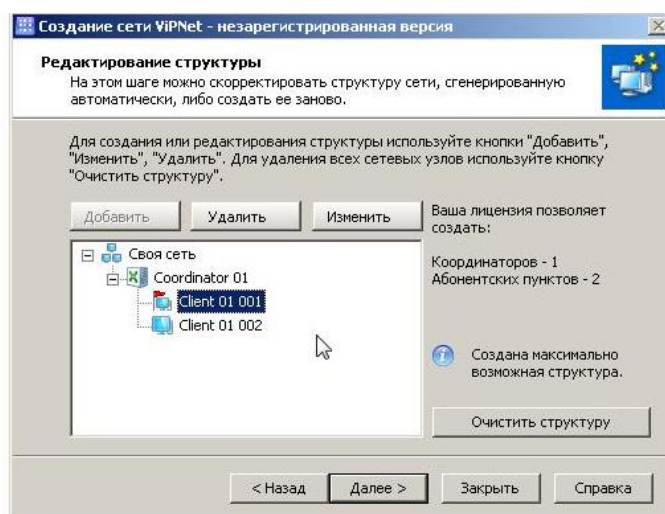 Создание сети ViPNet - незарегистрированная версия
Редактирование структуры
На этом шаге можно скорректировать структуру сети, сгенерированную
автоматически, либо создать ее заново.
Для создания или редактирования структуры используйте кнопки "Добавить",
"Изменить", "Удалить". Для удаления всех сетевых узлов используйте кнопку
"Очистить структуру".
Добавить
Удалить
Изменить
Ваша лицензия позволяет
создать:
Своя сеть
Coordinator 01
Client 01 001
Client 01 002
Координаторов - 1
Абонентских пунктов - 2
Создана максимально
возможная структура.
Очистить структуру
< Назад
Далее >
Закрыть
Справка